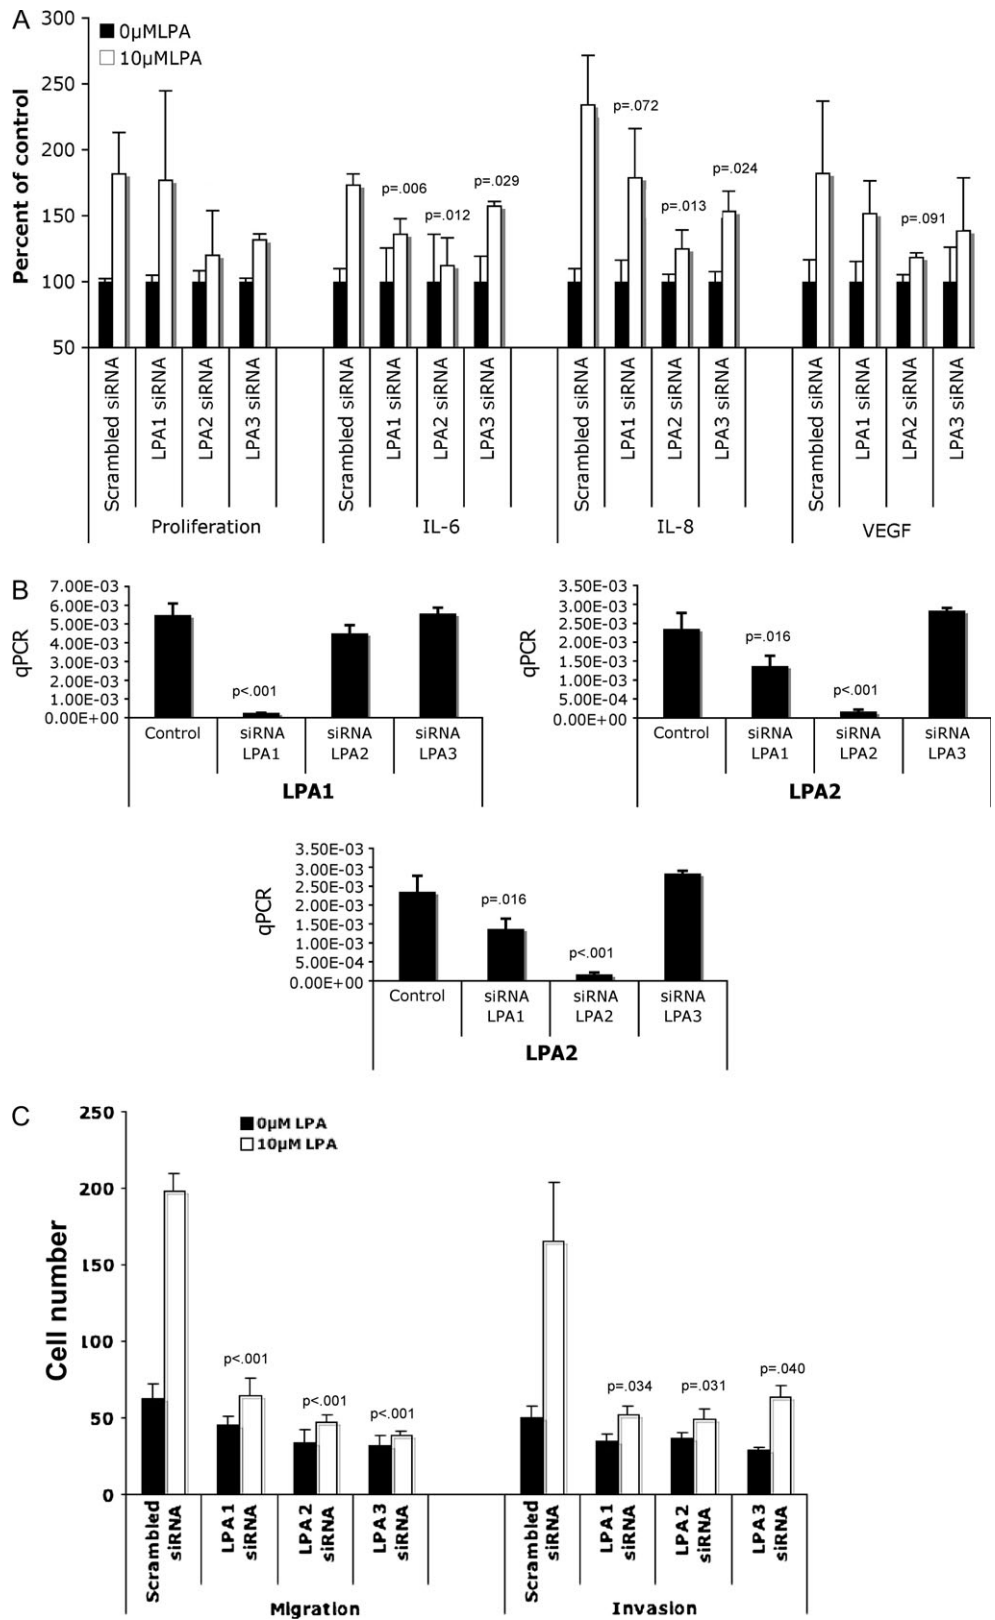 A
300
250
200
150
100
50
Percent of control
0µMLPA
10µMLPA
p=.006
p=.012
p=.029
p=.072
p=.013
p=.024
p=.091
Scrambled siRNA
LPA1 siRNA
LPA2 siRNA
LPA3 siRNA
Scrambled siRNA
LPA1 siRNA
LPA2 siRNA
LPA3 siRNA
Scrambled siRNA
LPA1 siRNA
LPA2 siRNA
LPA3 siRNA
Scrambled siRNA
LPA1 siRNA
LPA2 siRNA
LPA3 siRNA
Proliferation
IL-6
IL-8
VEGF
B
qPCR
7.00E-03
6.00E-03
5.00E-03
4.00E-03
3.00E-03
2.00E-03
1.00E-03
0.00E+00
p<.001
Control
siRNA
LPA1
siRNA
LPA2
siRNA
LPA3
LPA1
qPCR
3.50E-03
3.00E-03
2.50E-03
2.00E-03
1.50E-03
1.00E-03
5.00E-04
0.00E+00
p=.016
p<.001
Control
siRNA
LPA1
siRNA
LPA2
siRNA
LPA3
LPA2
qPCR
3.50E-03
3.00E-03
2.50E-03
2.00E-03
1.50E-03
1.00E-03
5.00E-04
0.00E+00
p=.016
p<.001
Control
siRNA
LPA1
siRNA
LPA2
siRNA
LPA3
LPA2
C
250
200
150
100
50
0
Cell number
0µM LPA
10µM LPA
p<.001
p<.001
p<.001
p=.034
p=.031
p=.040
Scrambled
siRNA
LPA1
siRNA
LPA2
siRNA
LPA3
siRNA
Scrambled
siRNA
LPA1
siRNA
LPA2
siRNA
LPA3
siRNA
Migration
Invasion